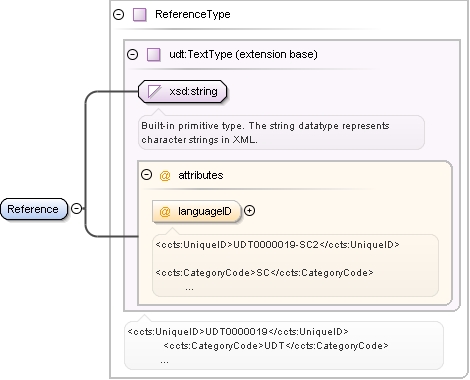 ReferenceType
udt:TextType (extension base)
xsd:string
Built-in primitive type. The string datatype represents
character strings in XML.
@ attributes
Reference
@ languageID
<ccts:UniqueID>UDT0000019-SC2</ccts:UniqueID>
<ccts:CategoryCode>SC</ccts:CategoryCode>
...
<ccts:UniqueID>UDT0000019</ccts:UniqueID>
<ccts:CategoryCode>UDT</ccts:CategoryCode>
...